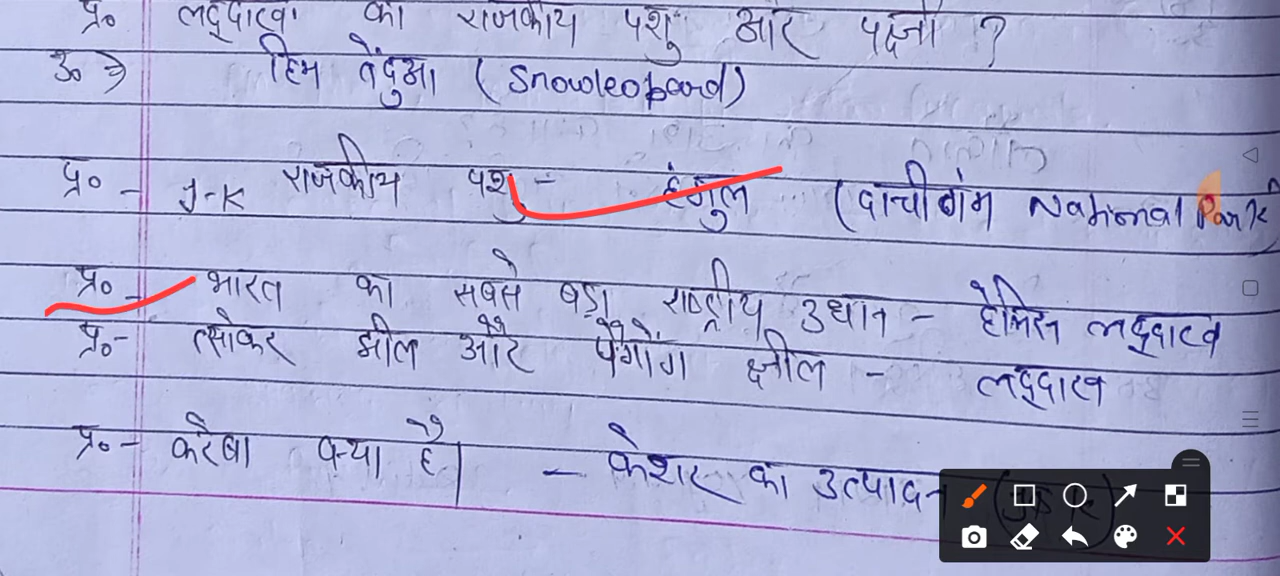 प्र० लद्दाख का राजकीय पशु और पक्षी ?
उ० → हिम तेंदुआ ( Snowleopard)
प्र० - J-K राजकीय पशु - हंगुल (दाचीगंम National Park)
प्र० - भारत का सबसे बड़ा राष्ट्रीय उधान - हेमिस लद्दाख
प्र० - त्सोकर झील और पैंगोंग झील - लद्दाख
प्र० - करेबा क्या है। - केशर का उत्पादन (J&K)